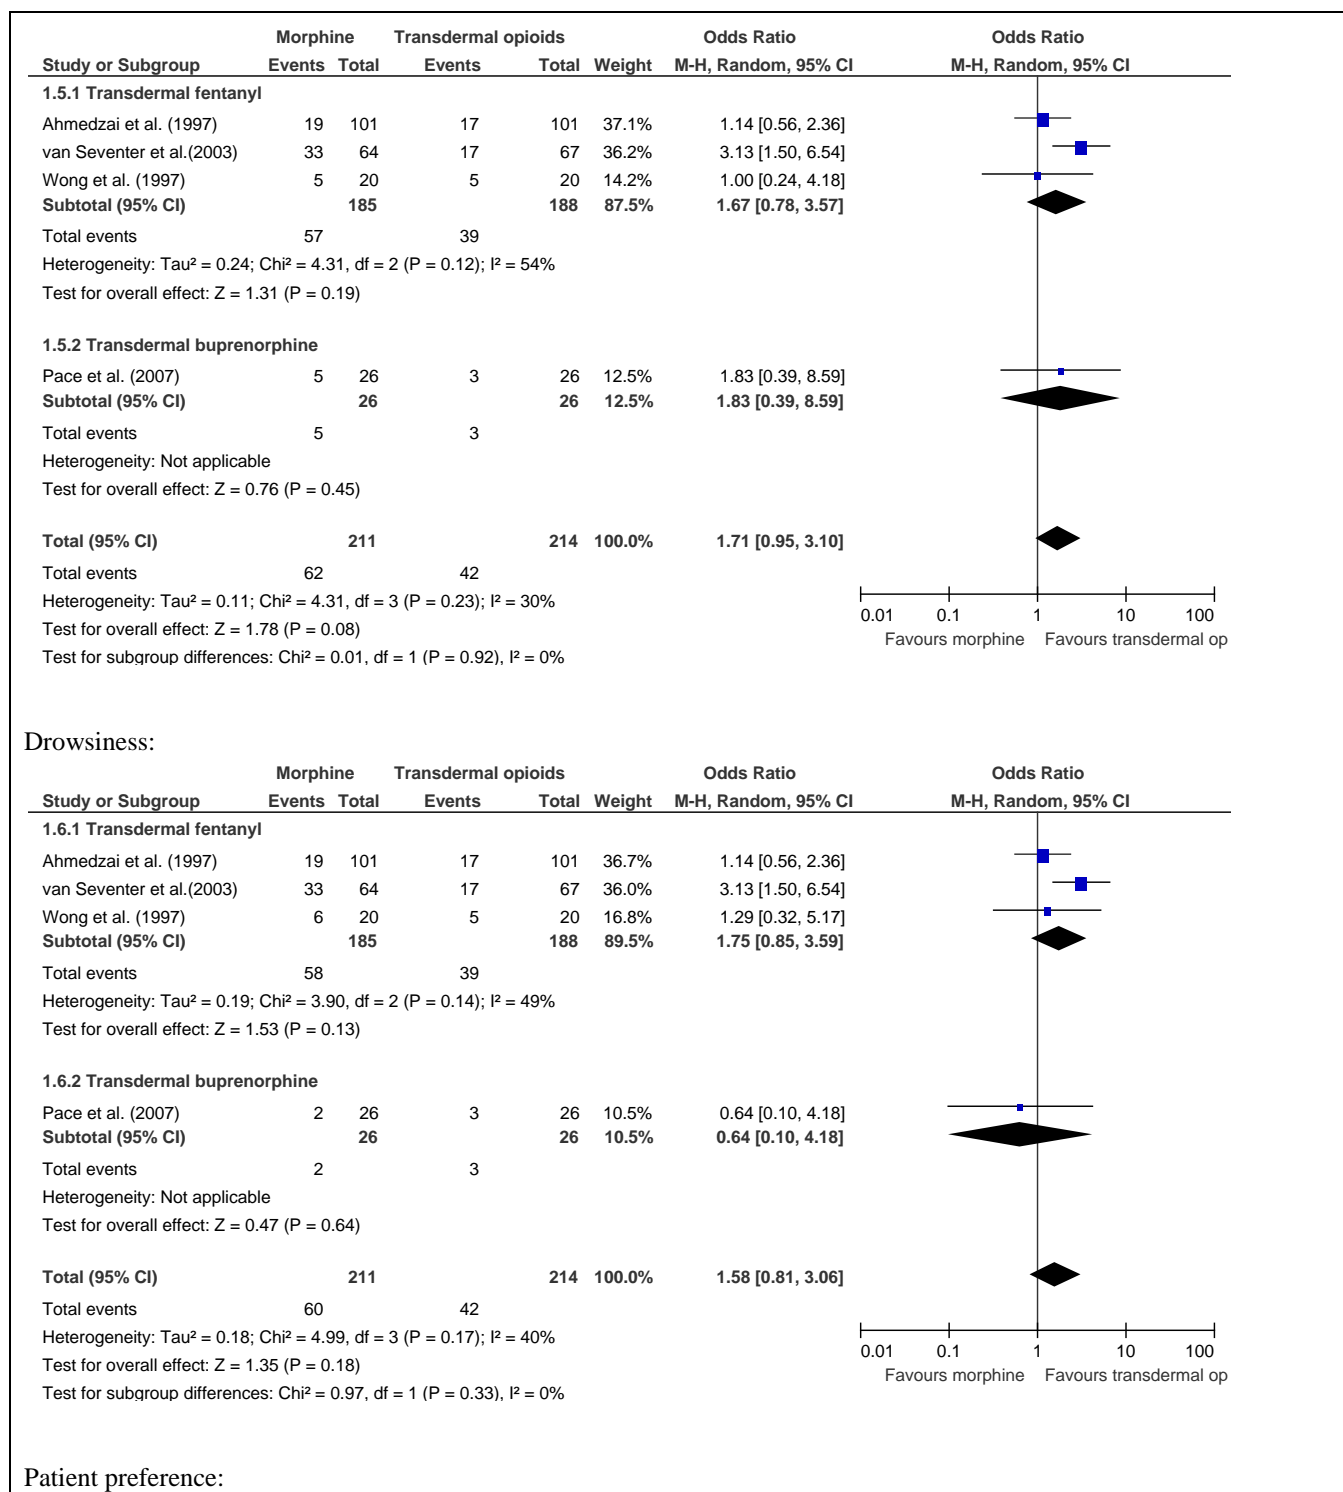 Morphine Transdermal opioids Odds Ratio Odds Ratio
Study or Subgroup Events Total Events Total Weight M-H, Random, 95% CI M-H, Random, 95% CI
1.5.1 Transdermal fentanyl
Ahmedzai et al. (1997) 19 101 17 101 37.1% 1.14 [0.56, 2.36]
van Seventer et al.(2003) 33 64 17 67 36.2% 3.13 [1.50, 6.54]
Wong et al. (1997) 5 20 5 20 14.2% 1.00 [0.24, 4.18]
Subtotal (95% CI) 185 188 87.5% 1.67 [0.78, 3.57]
Total events 57 39
Heterogeneity: Tau² = 0.24; Chi² = 4.31, df = 2 (P = 0.12); I² = 54%
Test for overall effect: Z = 1.31 (P = 0.19)
1.5.2 Transdermal buprenorphine
Pace et al. (2007) 5 26 3 26 12.5% 1.83 [0.39, 8.59]
Subtotal (95% CI) 26 26 12.5% 1.83 [0.39, 8.59]
Total events 5 3
Heterogeneity: Not applicable
Test for overall effect: Z = 0.76 (P = 0.45)
Total (95% CI) 211 214 100.0% 1.71 [0.95, 3.10]
Total events 62 42
Heterogeneity: Tau² = 0.11; Chi² = 4.31, df = 3 (P = 0.23); I² = 30%
Test for overall effect: Z = 1.78 (P = 0.08)
Test for subgroup differences: Chi² = 0.01, df = 1 (P = 0.92), I² = 0%
0.01 0.1 1 10 100
Favours morphine Favours transdermal op
Drowsiness:
Morphine Transdermal opioids Odds Ratio Odds Ratio
Study or Subgroup Events Total Events Total Weight M-H, Random, 95% CI M-H, Random, 95% CI
1.6.1 Transdermal fentanyl
Ahmedzai et al. (1997) 19 101 17 101 36.7% 1.14 [0.56, 2.36]
van Seventer et al.(2003) 33 64 17 67 36.0% 3.13 [1.50, 6.54]
Wong et al. (1997) 6 20 5 20 16.8% 1.29 [0.32, 5.17]
Subtotal (95% CI) 185 188 89.5% 1.75 [0.85, 3.59]
Total events 58 39
Heterogeneity: Tau² = 0.19; Chi² = 3.90, df = 2 (P = 0.14); I² = 49%
Test for overall effect: Z = 1.53 (P = 0.13)
1.6.2 Transdermal buprenorphine
Pace et al. (2007) 2 26 3 26 10.5% 0.64 [0.10, 4.18]
Subtotal (95% CI) 26 26 10.5% 0.64 [0.10, 4.18]
Total events 2 3
Heterogeneity: Not applicable
Test for overall effect: Z = 0.47 (P = 0.64)
Total (95% CI) 211 214 100.0% 1.58 [0.81, 3.06]
Total events 60 42
Heterogeneity: Tau² = 0.18; Chi² = 4.99, df = 3 (P = 0.17); I² = 40%
Test for overall effect: Z = 1.35 (P = 0.18)
Test for subgroup differences: Chi² = 0.97, df = 1 (P = 0.33), I² = 0%
0.01 0.1 1 10 100
Favours morphine Favours transdermal op
Patient preference: